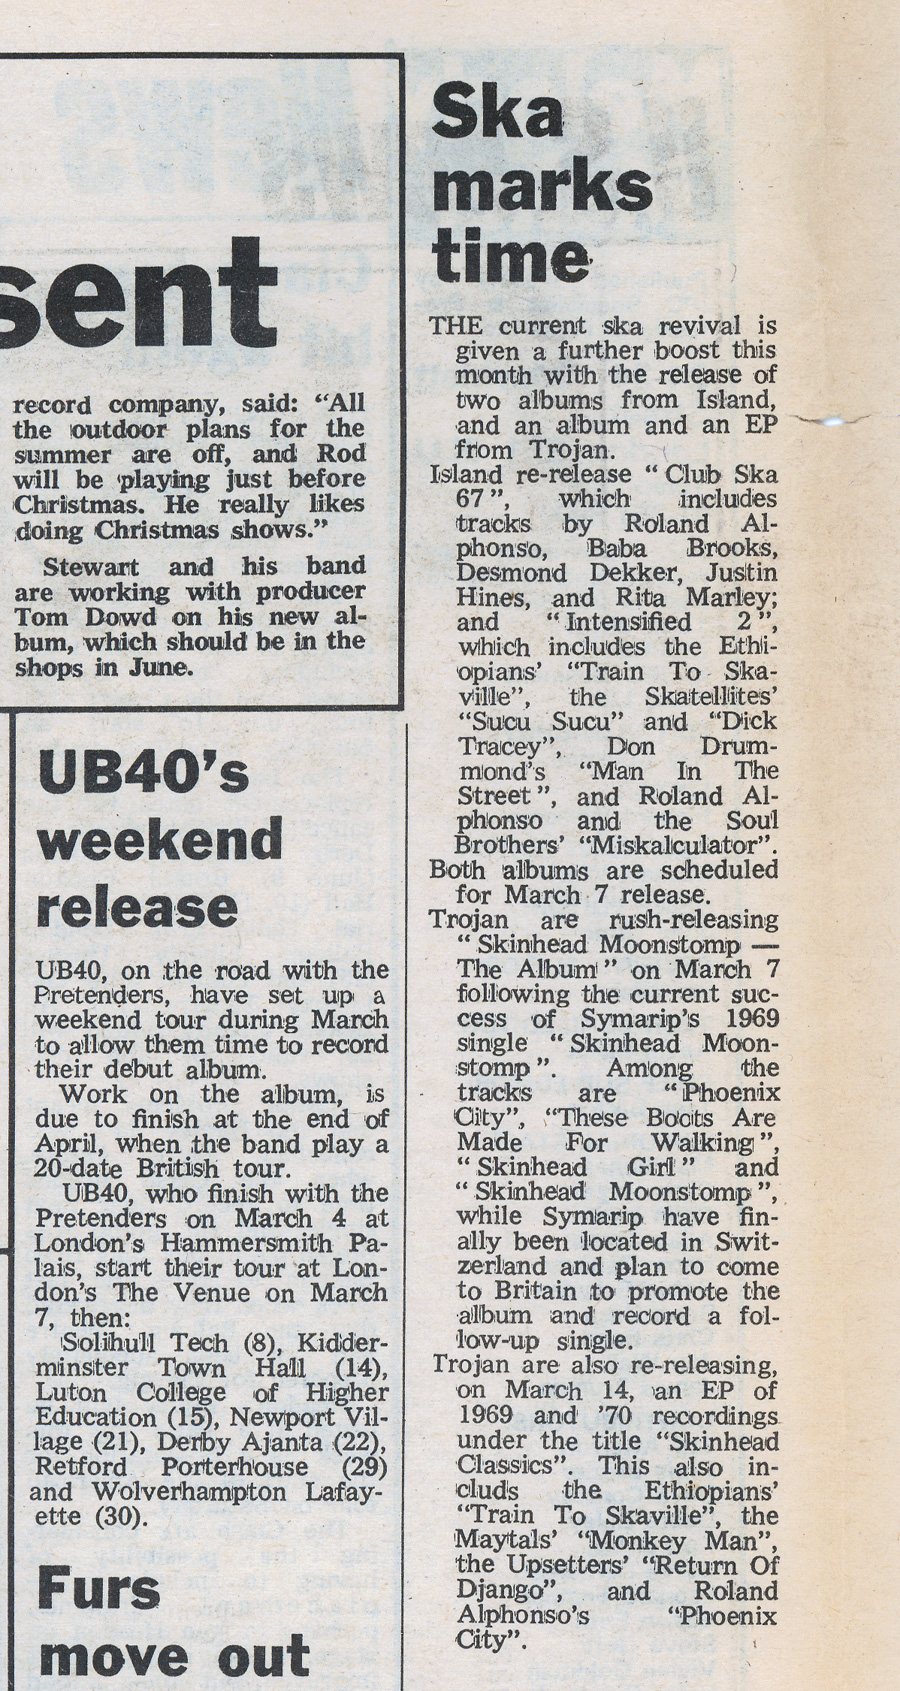 sent
record company, said: “All
the outdoor plans for the
summer are off, and Rod
will be playing just before
Christmas. He really likes
doing Christmas shows.”
Stewart and his band
are working with producer
Tom Dowd on his new al-
bum, which should be in the
shops in June.
UB40’s
weekend
release
UB40, on the road with the
Pretenders, have set up a
weekend tour during March
to allow them time to record
their debut album.
Work on the album, is
due to finish at the end of
April, when the band play a
20-date British tour.
UB40, who finish with the
Pretenders on March 4 at
London’s Hammersmith Pa-
lais, start their tour at Lon-
don’s The Venue on March
7, then:
Solihull Tech (8), Kidder-
minster Town Hall (14),
Luton College of Higher
Education (15), Newport Vil-
lage (21), Derby Ajanta (22),
Retford Porterhouse (29)
and Wolverhampton Lafay-
ette (30).
Furs
move out
Ska
marks
time
THE current ska revival is
given a further boost this
month with the release of
two albums from Island,
and an album and an EP
from Trojan.
Island re-release “Club Ska
67”, which includes
tracks by Roland Al-
phonso, Baba Brooks,
Desmond Dekker, Justin
Hines, and Rita Marley;
and “Intensified 2”,
which includes the Ethi-
opians’ “Train To Ska-
ville”, the Skatellites’
“Sucu Sucu” and “Dick
Tracey”, Don Drum-
mond’s “Man In The
Street”, and Roland Al-
phonso and the Soul
Brothers’ “Miskalculator”.
Both albums are scheduled
for March 7 release.
Trojan are rush-releasing
“Skinhead Moonstomp —
The Album” on March 7
following the current suc-
cess of Symarip’s 1969
single “Skinhead Moon-
stomp”. Among the
tracks are “Phoenix
City”, “These Boots Are
Made For Walking”,
“Skinhead Girl” and
“Skinhead Moonstomp”,
while Symarip have fin-
ally been located in Swit-
zerland and plan to come
to Britain to promote the
album and record a fol-
low-up single.
Trojan are also re-releasing,
on March 14, an EP of
1969 and ’70 recordings
under the title “Skinhead
Classics”. This also in-
cluds the Ethiopians’
“Train To Skaville”, the
Maytals’ “Monkey Man”,
the Upsetters’ “Return Of
Django”, and Roland
Alphonso’s “Phoenix
City”.